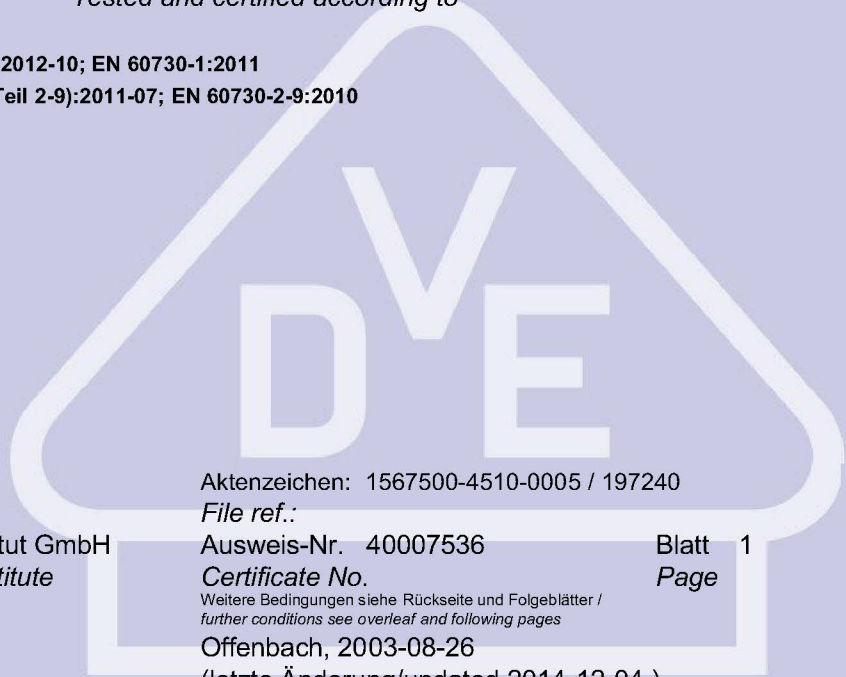 Tested and certified according to
2012-10; EN 60730-1:2011
Teil 2-9):2011-07; EN 60730-2-9:2010
VDE
Aktenzeichen: 1567500-4510-0005 / 197240
File ref.:
tut GmbH Ausweis-Nr. 40007536 Blatt 1
titute Certificate No. Page
Weitere Bedingungen siehe Rückseite und Folgeblätter /
further conditions see overleaf and following pages
Offenbach, 2003-08-26
(letzte Änderung/updated 2014-12-04 )